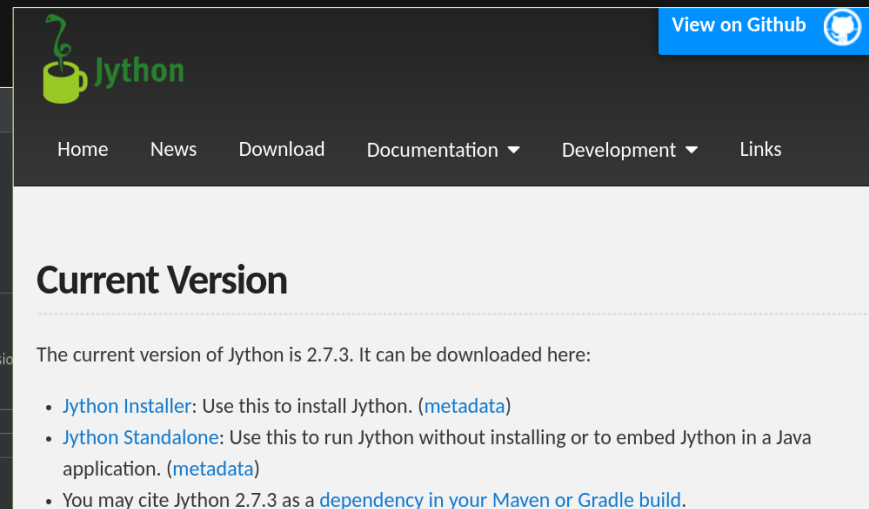 View on Github
Jython
Home News Download Documentation Development Links
Current Version
The current version of Jython is 2.7.3. It can be downloaded here:
• Jython Installer: Use this to install Jython. (metadata)
• Jython Standalone: Use this to run Jython without installing or to embed Jython in a Java
application. (metadata)
• You may cite Jython 2.7.3 as a dependency in your Maven or Gradle build.